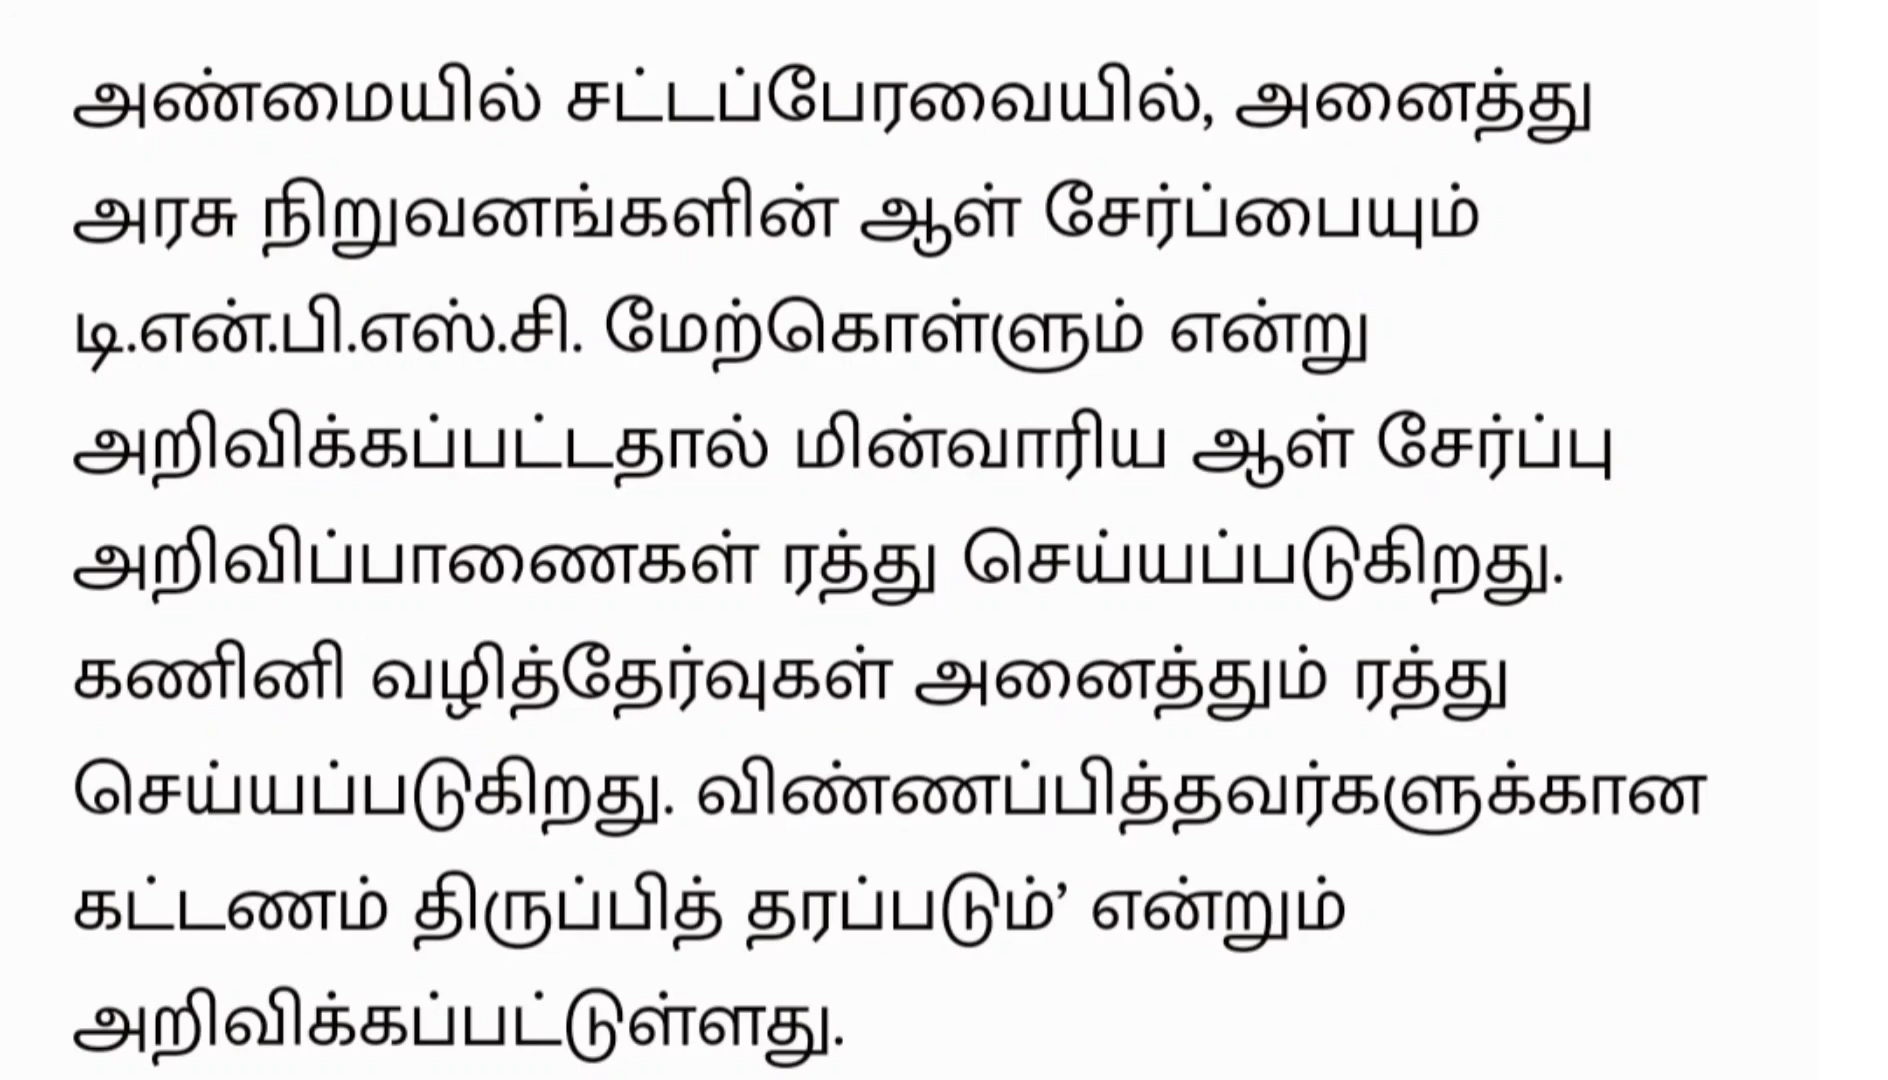 அண்மையில் சட்டப்பேரவையில், அனைத்து
அரசு நிறுவனங்களின் ஆள் சேர்ப்பையும்
டி.என்.பி.எஸ்.சி. மேற்கொள்ளும் என்று
அறிவிக்கப்பட்டதால் மின்வாரிய ஆள் சேர்ப்பு
அறிவிப்பாணைகள் ரத்து செய்யப்படுகிறது.
கணினி வழித்தேர்வுகள் அனைத்தும் ரத்து
செய்யப்படுகிறது. விண்ணப்பித்தவர்களுக்கான
கட்டணம் திருப்பித் தரப்படும்’ என்றும்
அறிவிக்கப்பட்டுள்ளது.